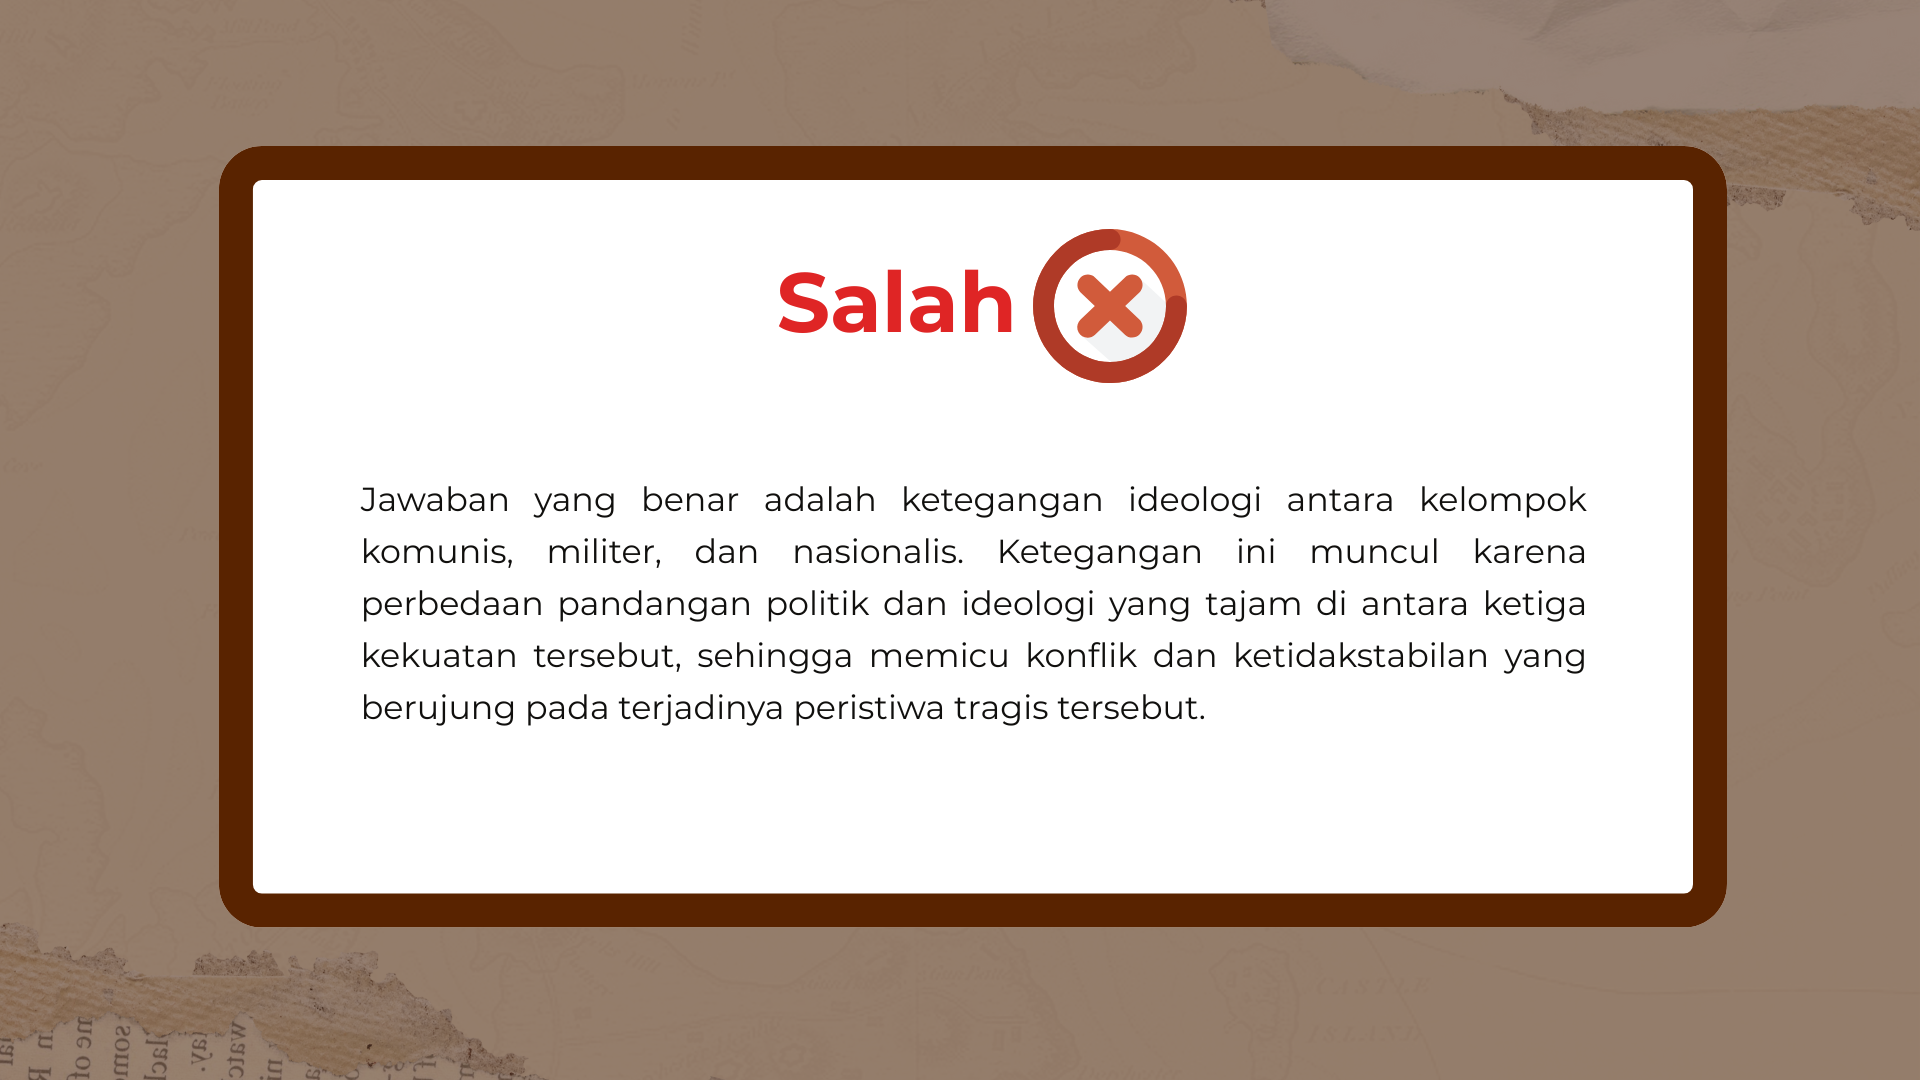 Salah
Jawaban yang benar adalah ketegangan ideologi antara kelompok
komunis, militer, dan nasionalis. Ketegangan ini muncul karena
perbedaan pandangan politik dan ideologi yang tajam di antara ketiga
kekuatan tersebut, sehingga memicu konflik dan ketidakstabilan yang
berujung pada terjadinya peristiwa tragis tersebut.